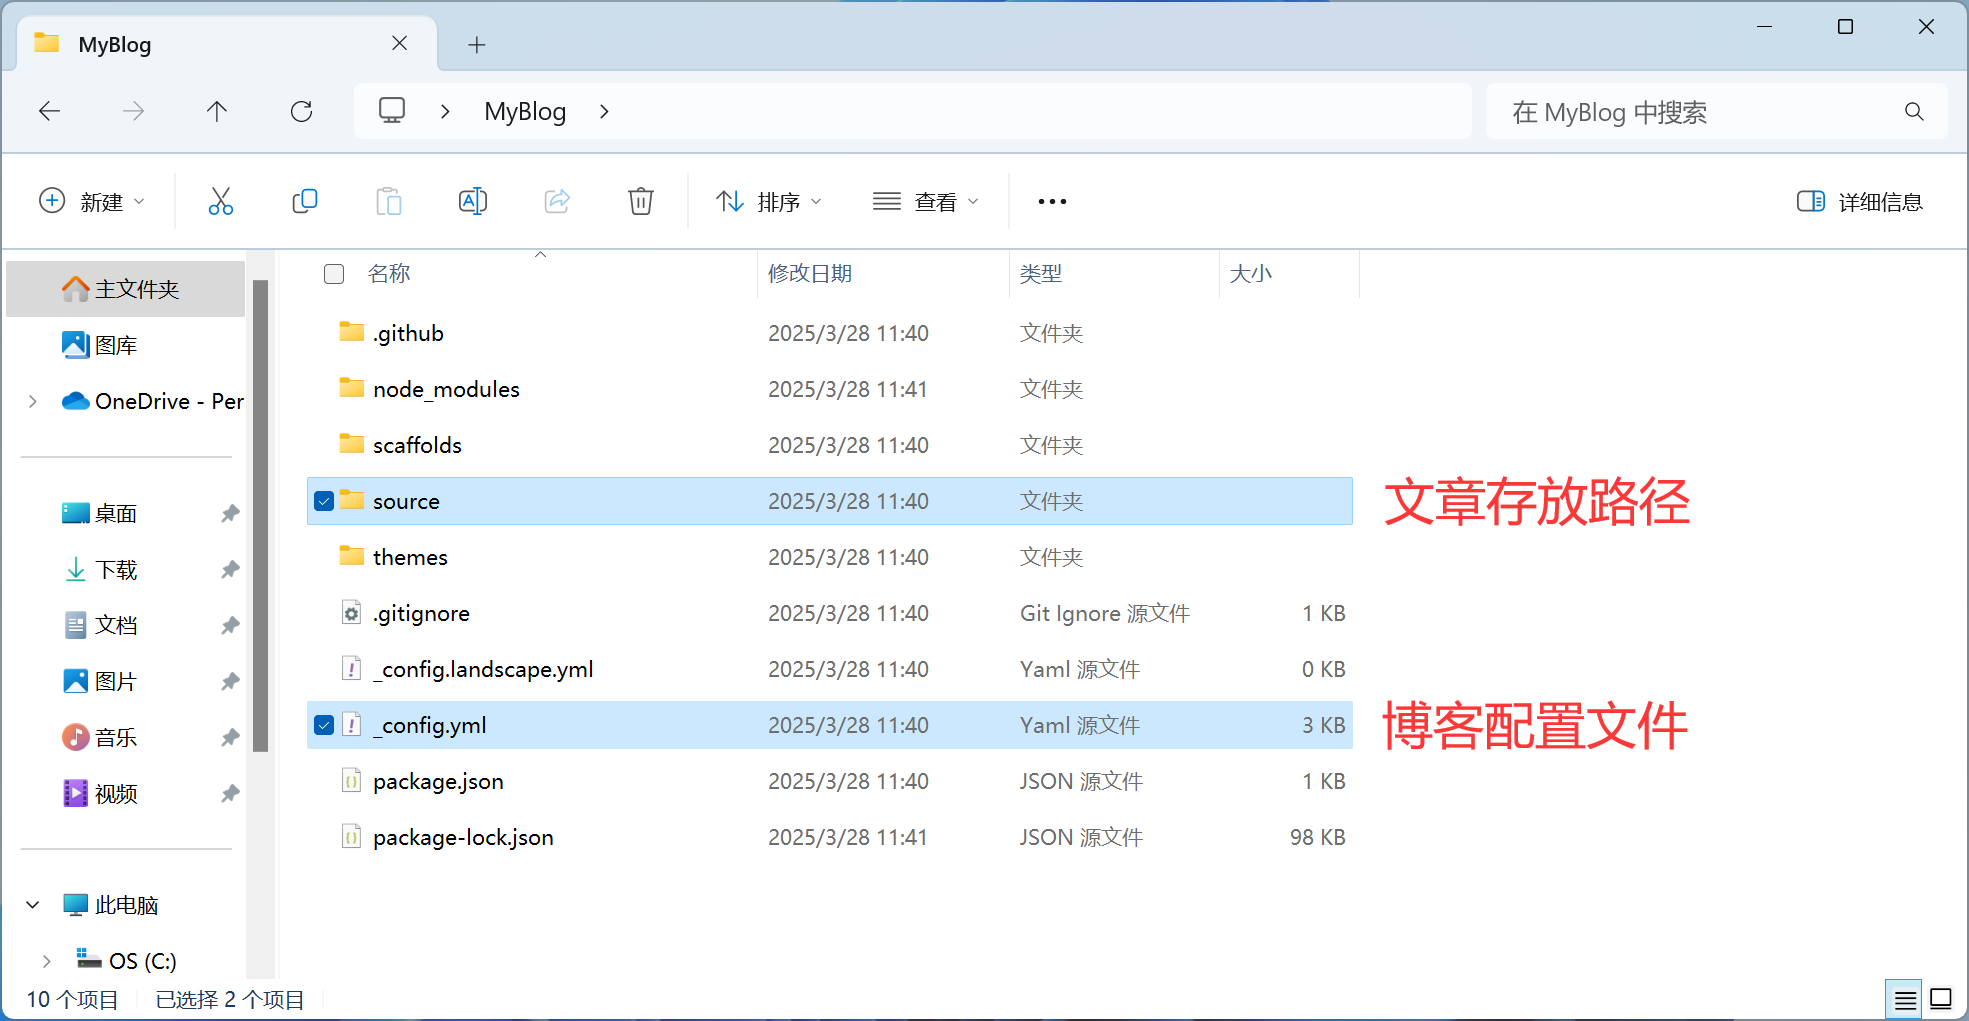 MyBlog
MyBlog
在 MyBlog 中搜索
新建
排序
查看
详细信息
主文件夹
图库
OneDrive - Per
桌面
下载
文档
图片
音乐
视频
此电脑
OS (C:)
名称 修改日期 类型 大小
.github 2025/3/28 11:40 文件夹
node_modules 2025/3/28 11:41 文件夹
scaffolds 2025/3/28 11:40 文件夹
source 2025/3/28 11:40 文件夹 文章存放路径
themes 2025/3/28 11:40 文件夹
.gitignore 2025/3/28 11:40 Git Ignore 源文件 1 KB
_config.landscape.yml 2025/3/28 11:40 Yaml 源文件 0 KB
_config.yml 2025/3/28 11:40 Yaml 源文件 3 KB 博客配置文件
package.json 2025/3/28 11:40 JSON 源文件 1 KB
package-lock.json 2025/3/28 11:41 JSON 源文件 98 KB
10 个项目 已选择 2 个项目